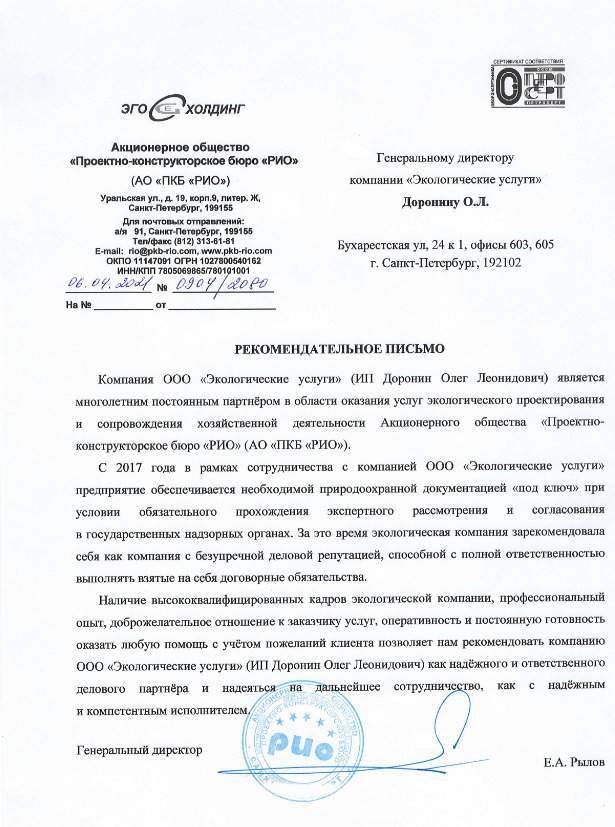 СЕРТИФИКАТ СООТВЕТСТВИЯ
ПЕТРОСЕРТ
ЭГО ХОЛДИНГ
Акционерное общество
«Проектно-конструкторское бюро «РИО»
(АО «ПКБ «РИО»)
Уральская ул., д. 19, корп.9, литер. Ж,
Санкт-Петербург, 199155
Для почтовых отправлений:
а/я 91, Санкт-Петербург, 199155
Тел/факс (812) 313-61-81
E-mail: rio@pkb-rio.com, www.pkb-rio.com
ОКПО 11147091 ОГРН 1027800540162
ИНН/КПП 7805069865/780101001
06.04.2021 № 0904/2080
На № ____________ от ______________________
Генеральному директору
компании «Экологические услуги»
Доронину О.Л.
Бухарестская ул, 24 к 1, офисы 603, 605
г. Санкт-Петербург, 192102
РЕКОМЕНДАТЕЛЬНОЕ ПИСЬМО
Компания ООО «Экологические услуги» (ИП Доронин Олег Леонидович) является
многолетним постоянным партнёром в области оказания услуг экологического проектирования
и сопровождения хозяйственной деятельности Акционерного общества «Проектно-
конструкторское бюро «РИО» (АО «ПКБ «РИО»).
С 2017 года в рамках сотрудничества с компанией ООО «Экологические услуги»
предприятие обеспечивается необходимой природоохранной документацией «под ключ» при
условии обязательного прохождения экспертного рассмотрения и согласования
в государственных надзорных органах. За это время экологическая компания зарекомендовала
себя как компания с безупречной деловой репутацией, способной с полной ответственностью
выполнять взятые на себя договорные обязательства.
Наличие высококвалифицированных кадров экологической компании, профессиональный
опыт, доброжелательное отношение к заказчику услуг, оперативность и постоянную готовность
оказать любую помощь с учётом пожеланий клиента позволяет нам рекомендовать компанию
ООО «Экологические услуги» (ИП Доронин Олег Леонидович) как надёжного и ответственного
делового партнёра и надеяться на дальнейшее сотрудничество, как с надёжным
и компетентным исполнителем.
АКЦИОНЕРНОЕ ОБЩЕСТВО
ПРОЕКТНО-КОНСТРУКТОРСКОЕ БЮРО
рио
Генеральный директор
Е.А. Рылов